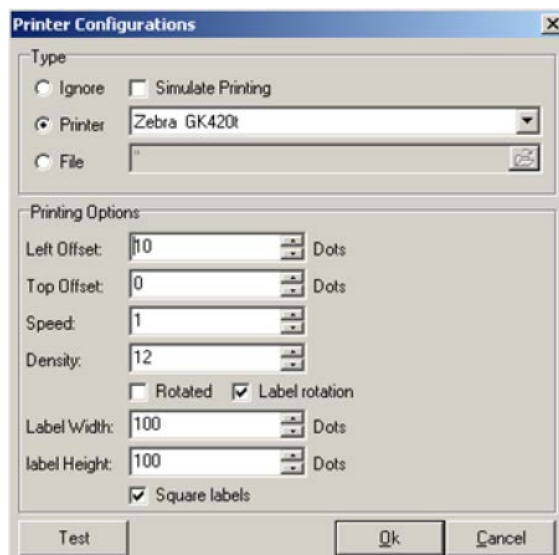 Printer Configurations
Type
Ignore Simulate Printing
Printer Zebra GK420t
File "
Printing Options
Left Offset: 10 Dots
Top Offset: 0 Dots
Speed: 1
Density: 12
Rotated Label rotation
Label Width: 100 Dots
label Height: 100 Dots
Square labels
Test Ok Cancel